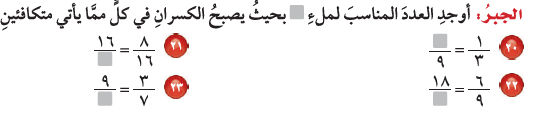 الجبرُ: أوجدِ العددَ المناسبَ لملءِ ■ بحيثُ يصبحُ الكسرانِ في كلٍّ ممَّا يأتي متكافئينِ
٢٠ ١/٣ = ■/٩
٢١ ٨/١٦ = ١٦/■
٢٢ ٦/٩ = ١٨/■
٢٣ ٣/٧ = ٩/■